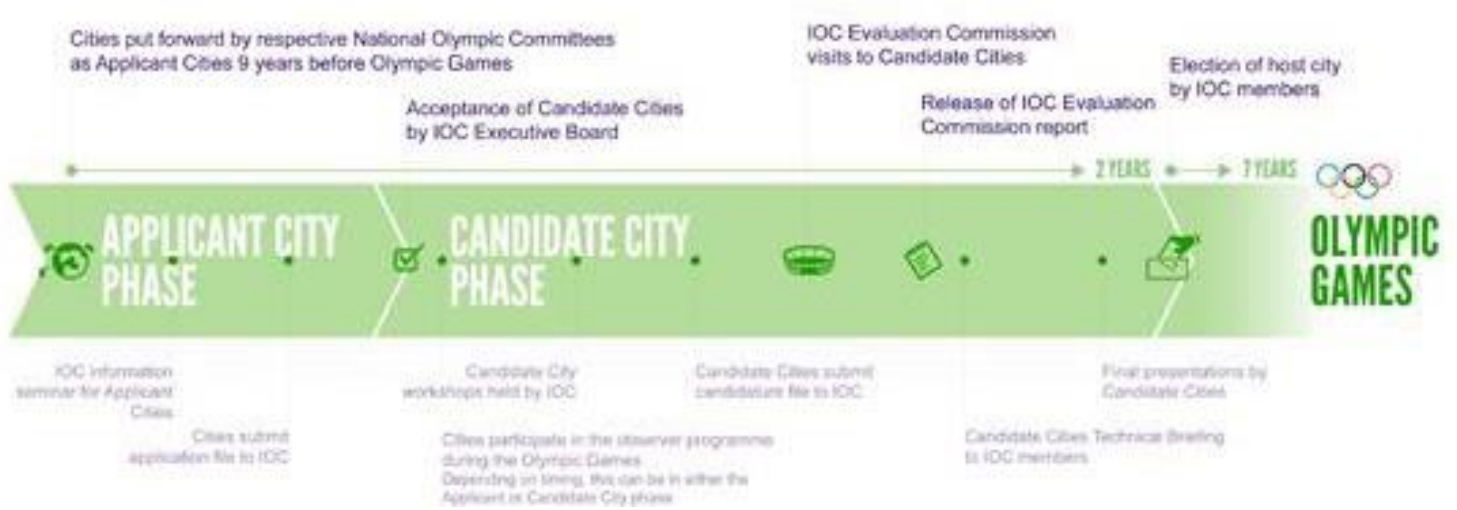 Cities put forward by respective National Olympic Committees
as Applicant Cities 9 years before Olympic Games
Acceptance of Candidate Cities
by IOC Executive Board
IOC Evaluation Commission
visits to Candidate Cities
Release of IOC Evaluation
Commission report
Election of host city
by IOC members
2 YEARS
7 YEARS
APPLICANT CITY
PHASE
CANDIDATE CITY
PHASE
OLYMPIC
GAMES
IOC Information
seminar for Applicant
Cities
Cities submit
application file to IOC
Candidate City
workshops held by IOC
Cities participate in the observer programme
during the Olympic Games
Depending on timing, this can be in either the
Applicant or Candidate City phase
Candidate Cities submit
candidature file to IOC
Candidate Cities Technical Briefing
to IOC members
Final presentations by
Candidate Cities